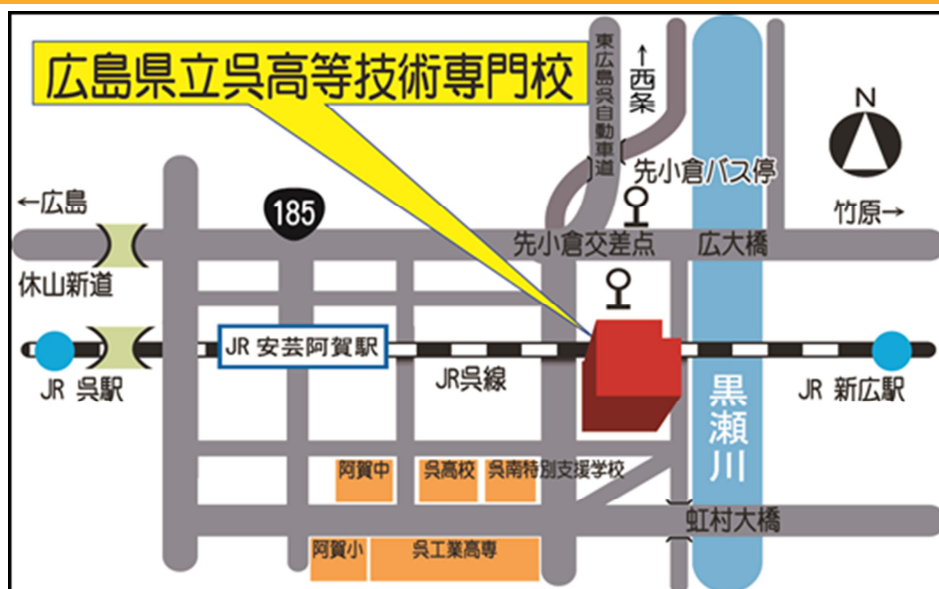 広島県立呉高等技術専門校
東広島呉自動車道
↑西条
N
先小倉バス停
←広島
185
竹原→
先小倉交差点
広大橋
休山新道
JR 安芸阿賀駅
JR 呉駅
JR呉線
JR 新広駅
黒瀬川
阿賀中
呉高校
呉南特別支援学校
虹村大橋
阿賀小
呉工業高専